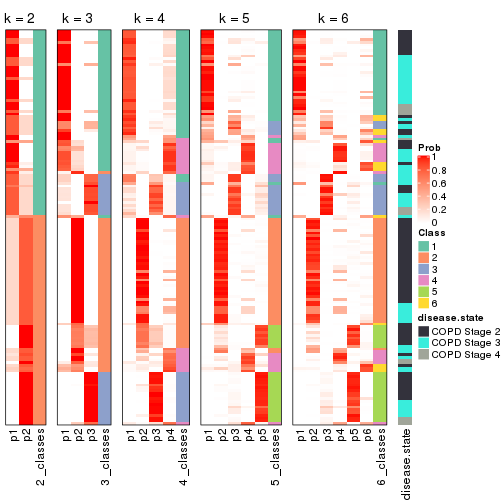 k = 2 k = 3 k = 4 k = 5 k = 6
Prob
1
0.8
0.6
0.4
0.2
0
Class
1
2
3
4
5
6
disease.state
COPD Stage 2
COPD Stage 3
COPD Stage 4
p1
p2
2_classes
p1
p2
p3
3_classes
p1
p2
p3
p4
4_classes
p1
p2
p3
p4
p5
5_classes
p1
p2
p3
p4
p5
p6
6_classes
disease.state